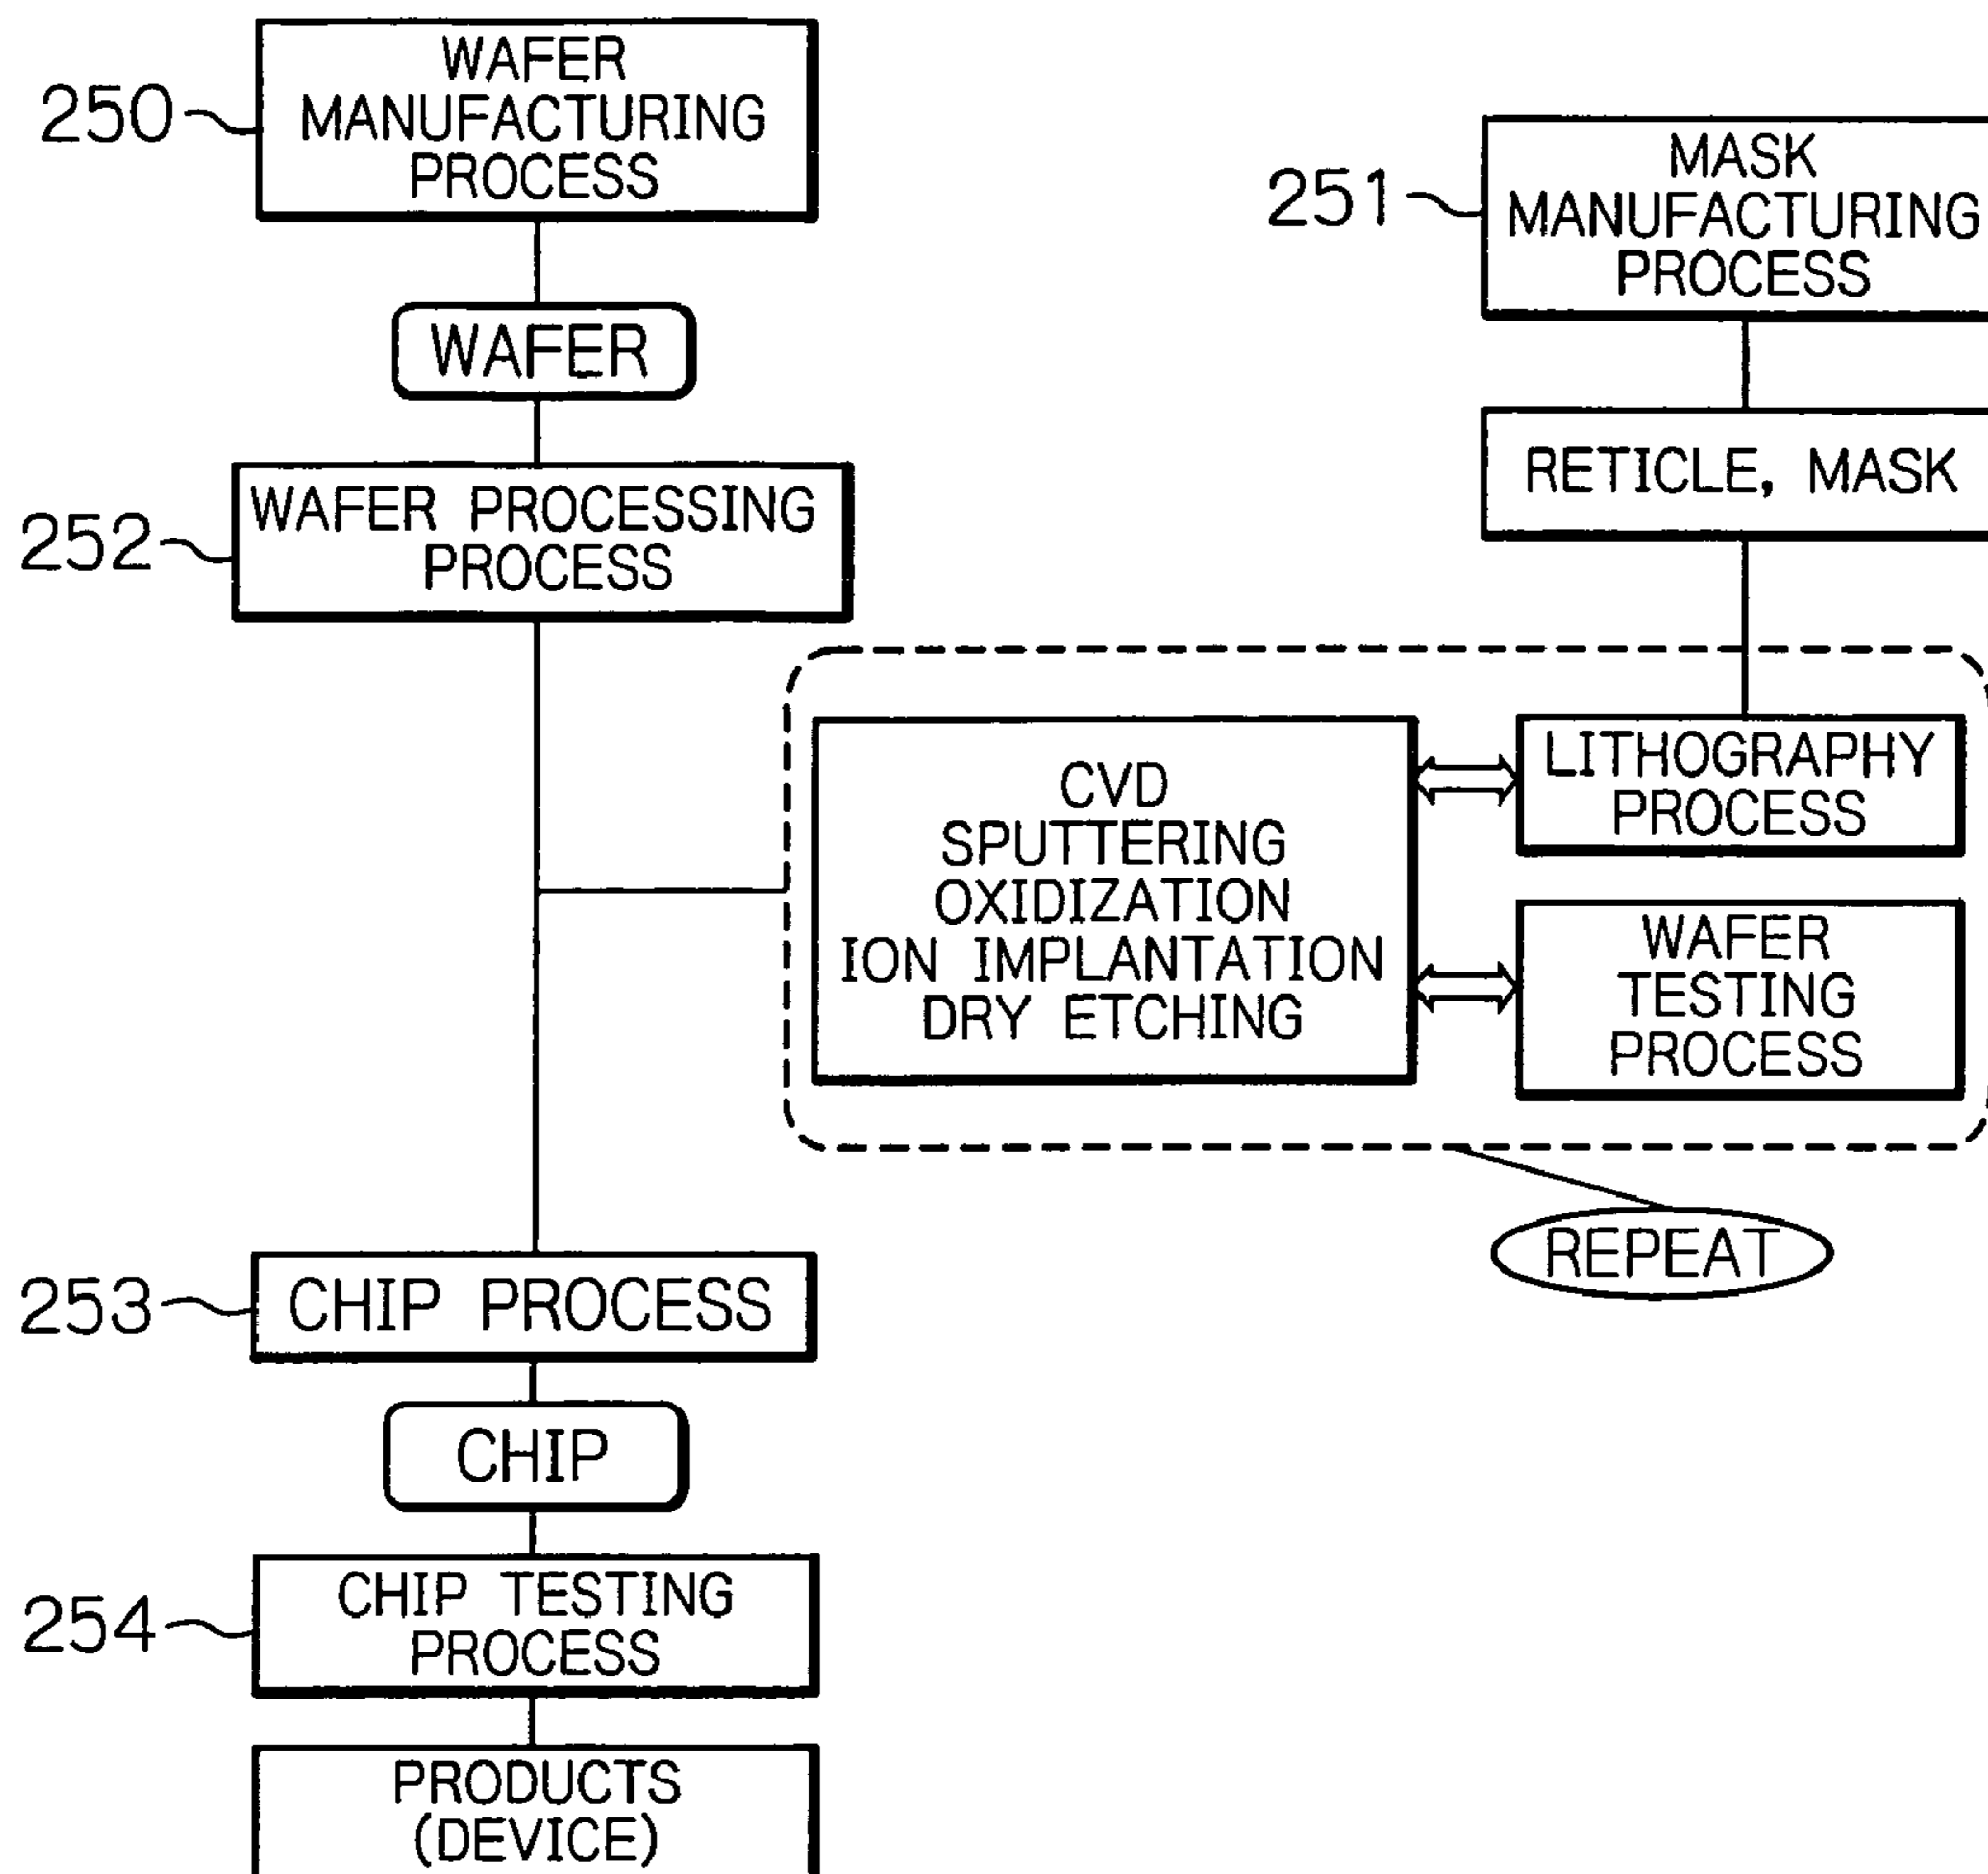 250
WAFER
MANUFACTURING
PROCESS
251
MASK
MANUFACTURING
PROCESS
WAFER
RETICLE, MASK
252
WAFER PROCESSING
PROCESS
CVD
SPUTTERING
OXIDIZATION
ION IMPLANTATION
DRY ETCHING
LITHOGRAPHY
PROCESS
WAFER
TESTING
PROCESS
REPEAT
253
CHIP PROCESS
CHIP
254
CHIP TESTING
PROCESS
PRODUCTS
(DEVICE)